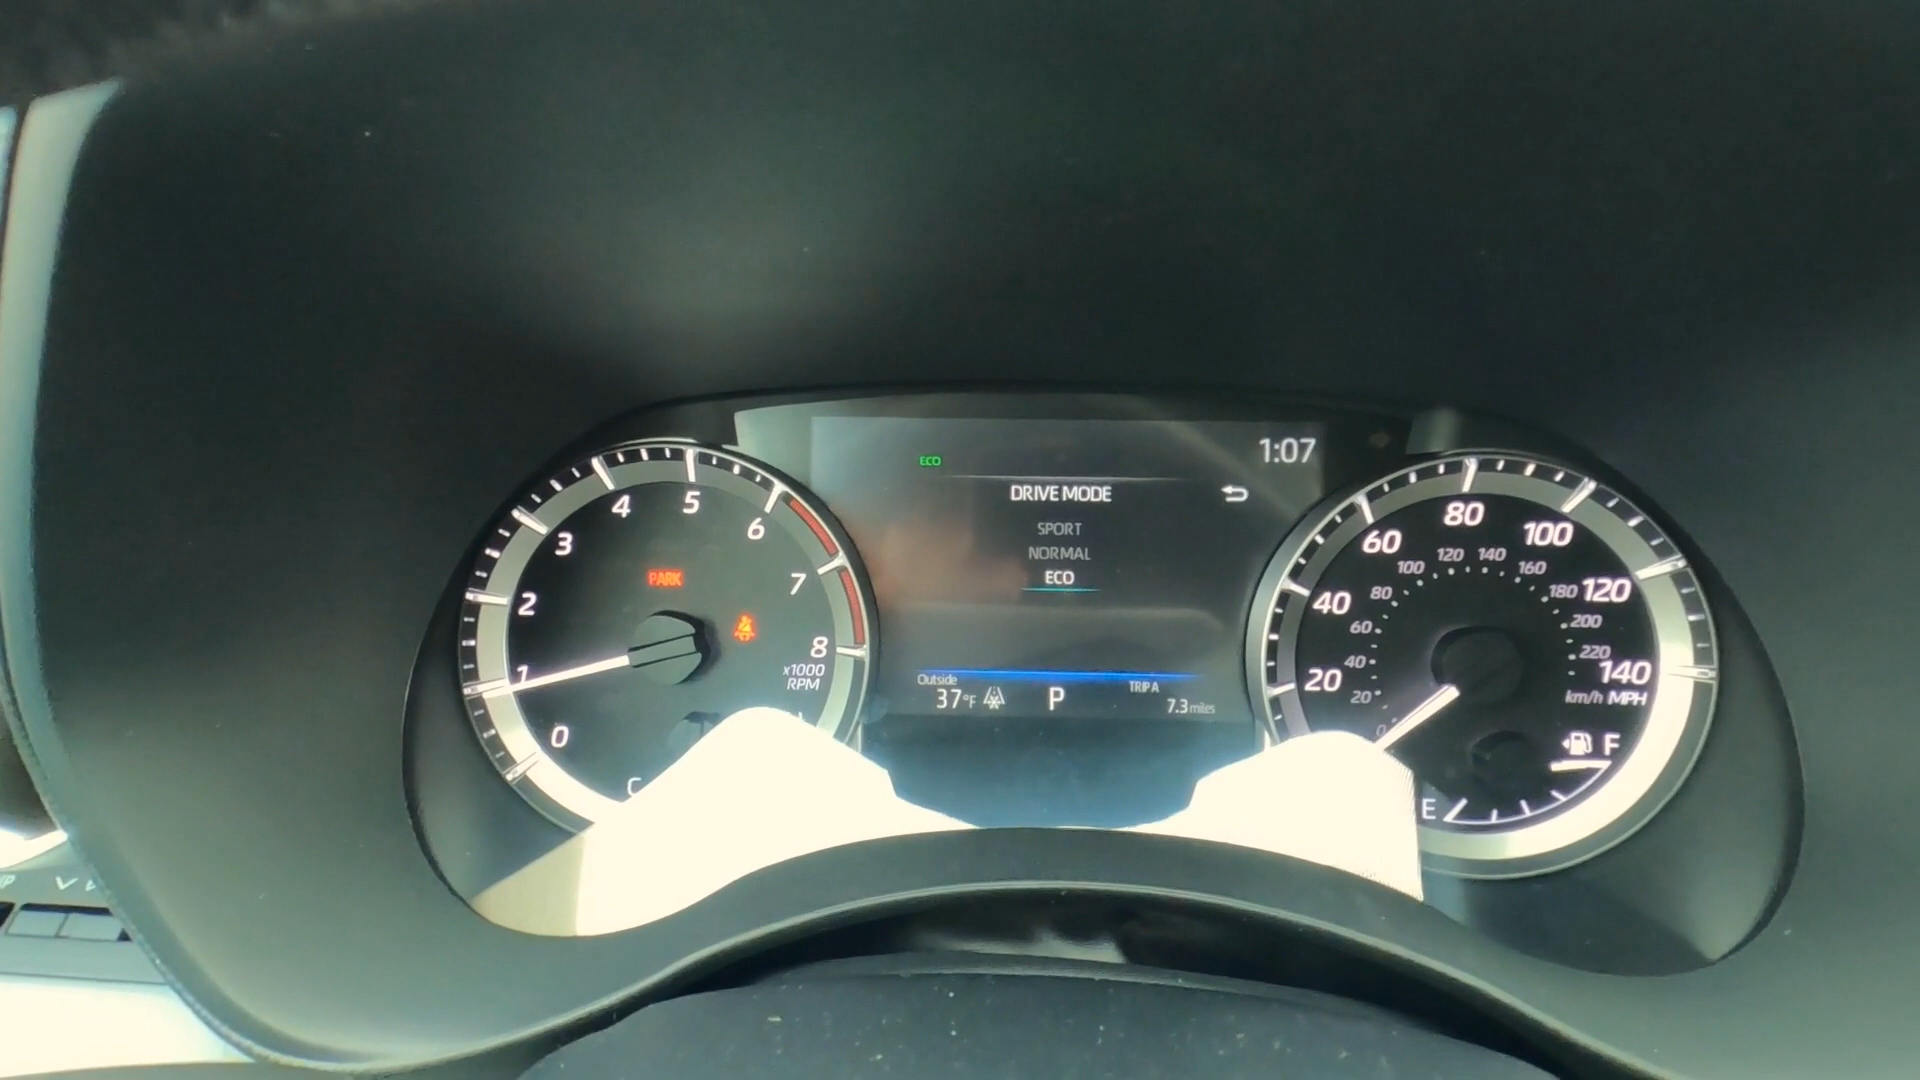 1:07
ECO
DRIVE MODE
SPORT
NORMAL
ECO
Outside
37°F
P
TRIP A
7.3 miles
0
1
2
3
4
5
6
7
8
x1000
RPM
PARK
C
20
40
60
80
100
120
140
km/h MPH
0
20
40
60
80
100
120
140
160
180
200
220
F
E